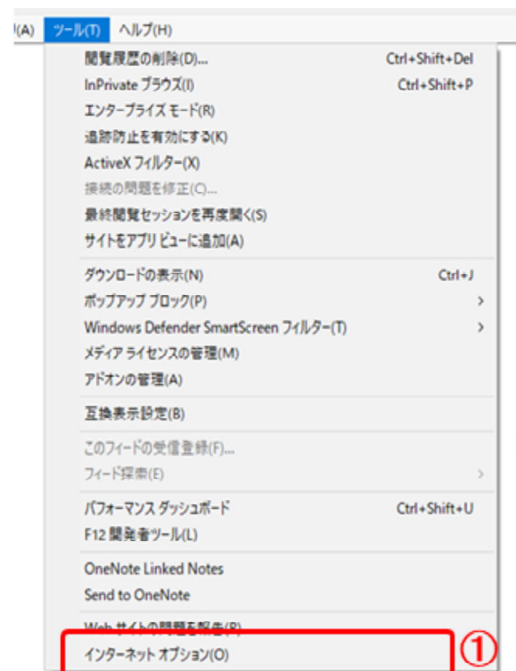 (A) ツール(T) ヘルプ(H)
閲覧履歴の削除(D)... Ctrl+Shift+Del
InPrivate ブラウズ(I) Ctrl+Shift+P
エンタープライズ モード(R)
追跡防止を有効にする(K)
ActiveX フィルター(X)
接続の問題を修正(C)...
最終閲覧セッションを再度開く(S)
サイトをアプリ ビューに追加(A)
ダウンロードの表示(N) Ctrl+J
ポップアップ ブロック(P)
Windows Defender SmartScreen フィルター(T)
メディア ライセンスの管理(M)
アドオンの管理(A)
互換表示設定(B)
このフィードの受信登録(F)...
フィード探索(E)
パフォーマンス ダッシュボード Ctrl+Shift+U
F12 開発者ツール(L)
OneNote Linked Notes
Send to OneNote
Web サイトの問題を報告(R)
インターネット オプション(O) ①